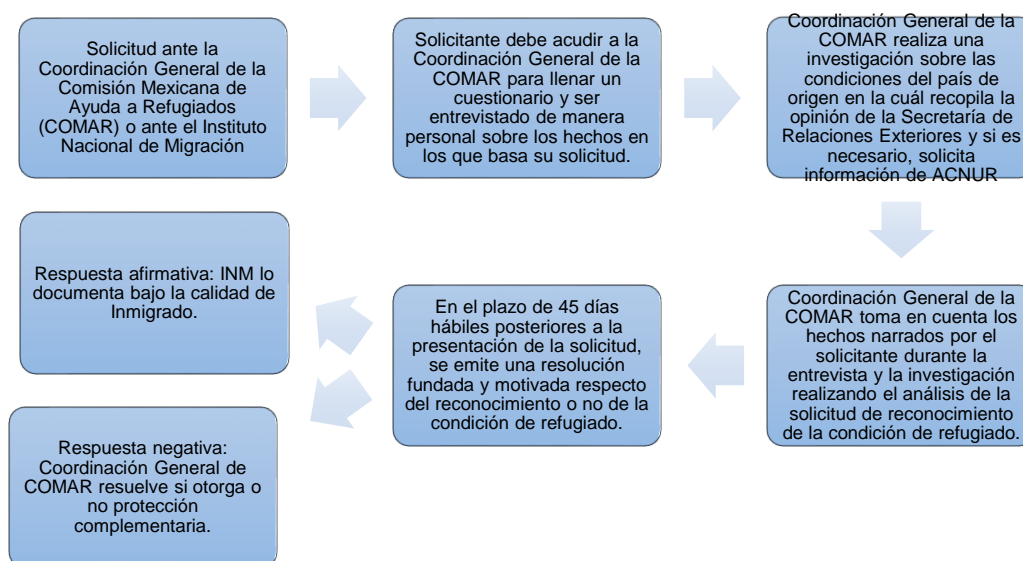 Solicitud ante la
Coordinación General de la
Comisión Mexicana de
Ayuda a Refugiados
(COMAR) o ante el Instituto
Nacional de Migración
Solicitante debe acudir a la
Coordinación General de la
COMAR para llenar un
cuestionario y ser
entrevistado de manera
personal sobre los hechos en
los que basa su solicitud.
Coordinación General de la
COMAR realiza una
investigación sobre las
condiciones del país de
origen en la cuál recopila la
opinión de la Secretaría de
Relaciones Exteriores y si es
necesario, solicita
información de ACNUR
Coordinación General de la
COMAR toma en cuenta los
hechos narrados por el
solicitante durante la
entrevista y la investigación
realizando el análisis de la
solicitud de reconocimiento
de la condición de refugiado.
En el plazo de 45 días
hábiles posteriores a la
presentación de la solicitud,
se emite una resolución
fundada y motivada respecto
del reconocimiento o no de la
condición de refugiado.
Respuesta afirmativa: INM lo
documenta bajo la calidad de
Inmigrado.
Respuesta negativa:
Coordinación General de
COMAR resuelve si otorga o
no protección
complementaria.